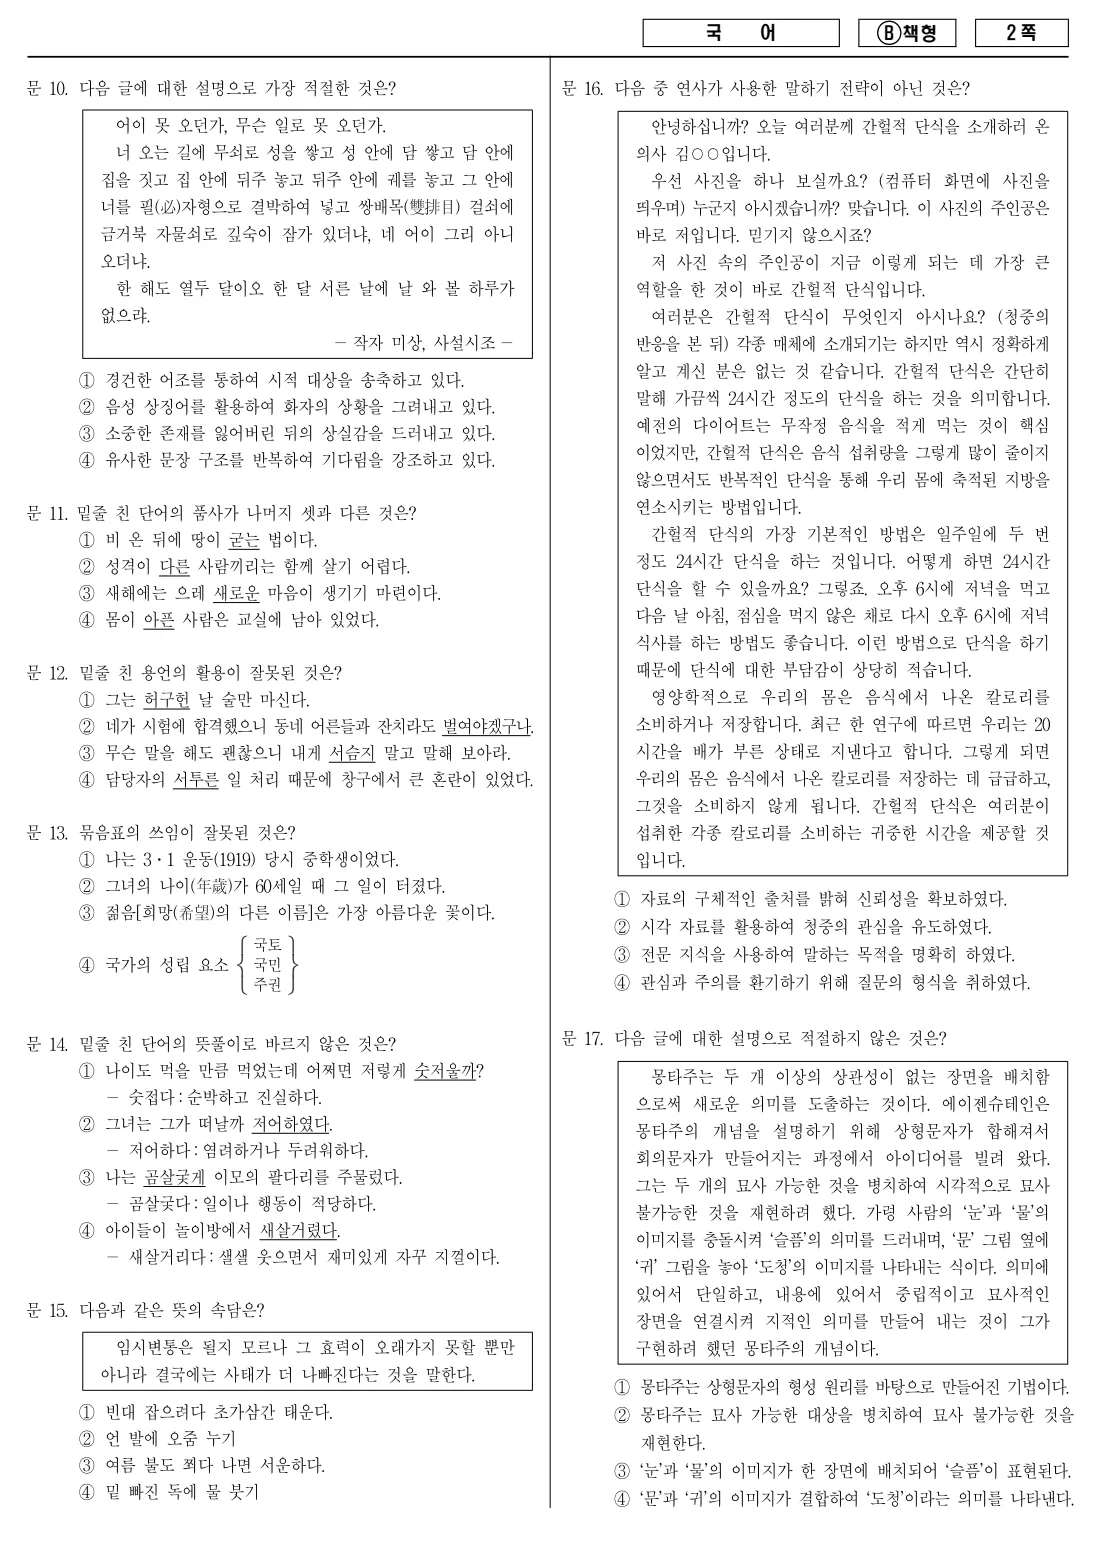 국 어
Ⓑ책형
2쪽
문 10. 다음 글에 대한 설명으로 가장 적절한 것은?
어이 못 오던가, 무슨 일로 못 오던가.
너 오는 길에 무쇠로 성을 쌓고 성 안에 담 쌓고 담 안에
집을 짓고 집 안에 뒤주 놓고 뒤주 안에 궤를 놓고 그 안에
너를 필(必)자형으로 결박하여 넣고 쌍배목(雙排目) 걸쇠에
금거북 자물쇠로 깊숙이 잠가 있더냐, 네 어이 그리 아니
오더냐.
한 해도 열두 달이오 한 달 서른 날에 날 와 볼 하루가
없으랴.
－ 작자 미상, 사설시조 －
① 경건한 어조를 통하여 시적 대상을 송축하고 있다.
② 음성 상징어를 활용하여 화자의 상황을 그려내고 있다.
③ 소중한 존재를 잃어버린 뒤의 상실감을 드러내고 있다.
④ 유사한 문장 구조를 반복하여 기다림을 강조하고 있다.
문 11. 밑줄 친 단어의 품사가 나머지 셋과 다른 것은?
① 비 온 뒤에 땅이 굳는 법이다.
② 성격이 다른 사람끼리는 함께 살기 어렵다.
③ 새해에는 으레 새로운 마음이 생기기 마련이다.
④ 몸이 아픈 사람은 교실에 남아 있었다.
문 12. 밑줄 친 용언의 활용이 잘못된 것은?
① 그는 허구헌 날 술만 마신다.
② 네가 시험에 합격했으니 동네 어른들과 잔치라도 벌여야겠구나.
③ 무슨 말을 해도 괜찮으니 내게 서슴지 말고 말해 보아라.
④ 담당자의 서투른 일 처리 때문에 창구에서 큰 혼란이 있었다.
문 13. 묶음표의 쓰임이 잘못된 것은?
① 나는 3·1 운동(1919) 당시 중학생이었다.
② 그녀의 나이(年歲)가 60세일 때 그 일이 터졌다.
③ 젊음[희망(希望)의 다른 이름]은 가장 아름다운 꽃이다.
④ 국가의 성립 요소 { 국토
국민
주권 }
문 14. 밑줄 친 단어의 뜻풀이로 바르지 않은 것은?
① 나이도 먹을 만큼 먹었는데 어쩌면 저렇게 숫저울까?
－ 숫접다 : 순박하고 진실하다.
② 그녀는 그가 떠날까 저어하였다.
－ 저어하다 : 염려하거나 두려워하다.
③ 나는 곰살궂게 이모의 팔다리를 주물렀다.
－ 곰살궂다 : 일이나 행동이 적당하다.
④ 아이들이 놀이방에서 새살거렸다.
－ 새살거리다 : 샐샐 웃으면서 재미있게 자꾸 지껄이다.
문 15. 다음과 같은 뜻의 속담은?
임시변통은 될지 모르나 그 효력이 오래가지 못할 뿐만
아니라 결국에는 사태가 더 나빠진다는 것을 말한다.
① 빈대 잡으려다 초가삼간 태운다.
② 언 발에 오줌 누기
③ 여름 불도 쬐다 나면 서운하다.
④ 밑 빠진 독에 물 붓기
문 16. 다음 중 연사가 사용한 말하기 전략이 아닌 것은?
안녕하십니까? 오늘 여러분께 간헐적 단식을 소개하러 온
의사 김○○입니다.
우선 사진을 하나 보실까요? (컴퓨터 화면에 사진을
띄우며) 누군지 아시겠습니까? 맞습니다. 이 사진의 주인공은
바로 저입니다. 믿기지 않으시죠?
저 사진 속의 주인공이 지금 이렇게 되는 데 가장 큰
역할을 한 것이 바로 간헐적 단식입니다.
여러분은 간헐적 단식이 무엇인지 아시나요? (청중의
반응을 본 뒤) 각종 매체에 소개되기는 하지만 역시 정확하게
알고 계신 분은 없는 것 같습니다. 간헐적 단식은 간단히
말해 가끔씩 24시간 정도의 단식을 하는 것을 의미합니다.
예전의 다이어트는 무작정 음식을 적게 먹는 것이 핵심
이었지만, 간헐적 단식은 음식 섭취량을 그렇게 많이 줄이지
않으면서도 반복적인 단식을 통해 우리 몸에 축적된 지방을
연소시키는 방법입니다.
간헐적 단식의 가장 기본적인 방법은 일주일에 두 번
정도 24시간 단식을 하는 것입니다. 어떻게 하면 24시간
단식을 할 수 있을까요? 그렇죠. 오후 6시에 저녁을 먹고
다음 날 아침, 점심을 먹지 않은 채로 다시 오후 6시에 저녁
식사를 하는 방법도 좋습니다. 이런 방법으로 단식을 하기
때문에 단식에 대한 부담감이 상당히 적습니다.
영양학적으로 우리의 몸은 음식에서 나온 칼로리를
소비하거나 저장합니다. 최근 한 연구에 따르면 우리는 20
시간을 배가 부른 상태로 지낸다고 합니다. 그렇게 되면
우리의 몸은 음식에서 나온 칼로리를 저장하는 데 급급하고,
그것을 소비하지 않게 됩니다. 간헐적 단식은 여러분이
섭취한 각종 칼로리를 소비하는 귀중한 시간을 제공할 것
입니다.
① 자료의 구체적인 출처를 밝혀 신뢰성을 확보하였다.
② 시각 자료를 활용하여 청중의 관심을 유도하였다.
③ 전문 지식을 사용하여 말하는 목적을 명확히 하였다.
④ 관심과 주의를 환기하기 위해 질문의 형식을 취하였다.
문 17. 다음 글에 대한 설명으로 적절하지 않은 것은?
몽타주는 두 개 이상의 상관성이 없는 장면을 배치함
으로써 새로운 의미를 도출하는 것이다. 에이젠슈테인은
몽타주의 개념을 설명하기 위해 상형문자가 합해져서
회의문자가 만들어지는 과정에서 아이디어를 빌려 왔다.
그는 두 개의 묘사 가능한 것을 병치하여 시각적으로 묘사
불가능한 것을 재현하려 했다. 가령 사람의 ‘눈’과 ‘물’의
이미지를 충돌시켜 ‘슬픔’의 의미를 드러내며, ‘문’ 그림 옆에
‘귀’ 그림을 놓아 ‘도청’의 이미지를 나타내는 식이다. 의미에
있어서 단일하고, 내용에 있어서 중립적이고 묘사적인
장면을 연결시켜 지적인 의미를 만들어 내는 것이 그가
구현하려 했던 몽타주의 개념이다.
① 몽타주는 상형문자의 형성 원리를 바탕으로 만들어진 기법이다.
② 몽타주는 묘사 가능한 대상을 병치하여 묘사 불가능한 것을
재현한다.
③ ‘눈’과 ‘물’의 이미지가 한 장면에 배치되어 ‘슬픔’이 표현된다.
④ ‘문’과 ‘귀’의 이미지가 결합하여 ‘도청’이라는 의미를 나타낸다.